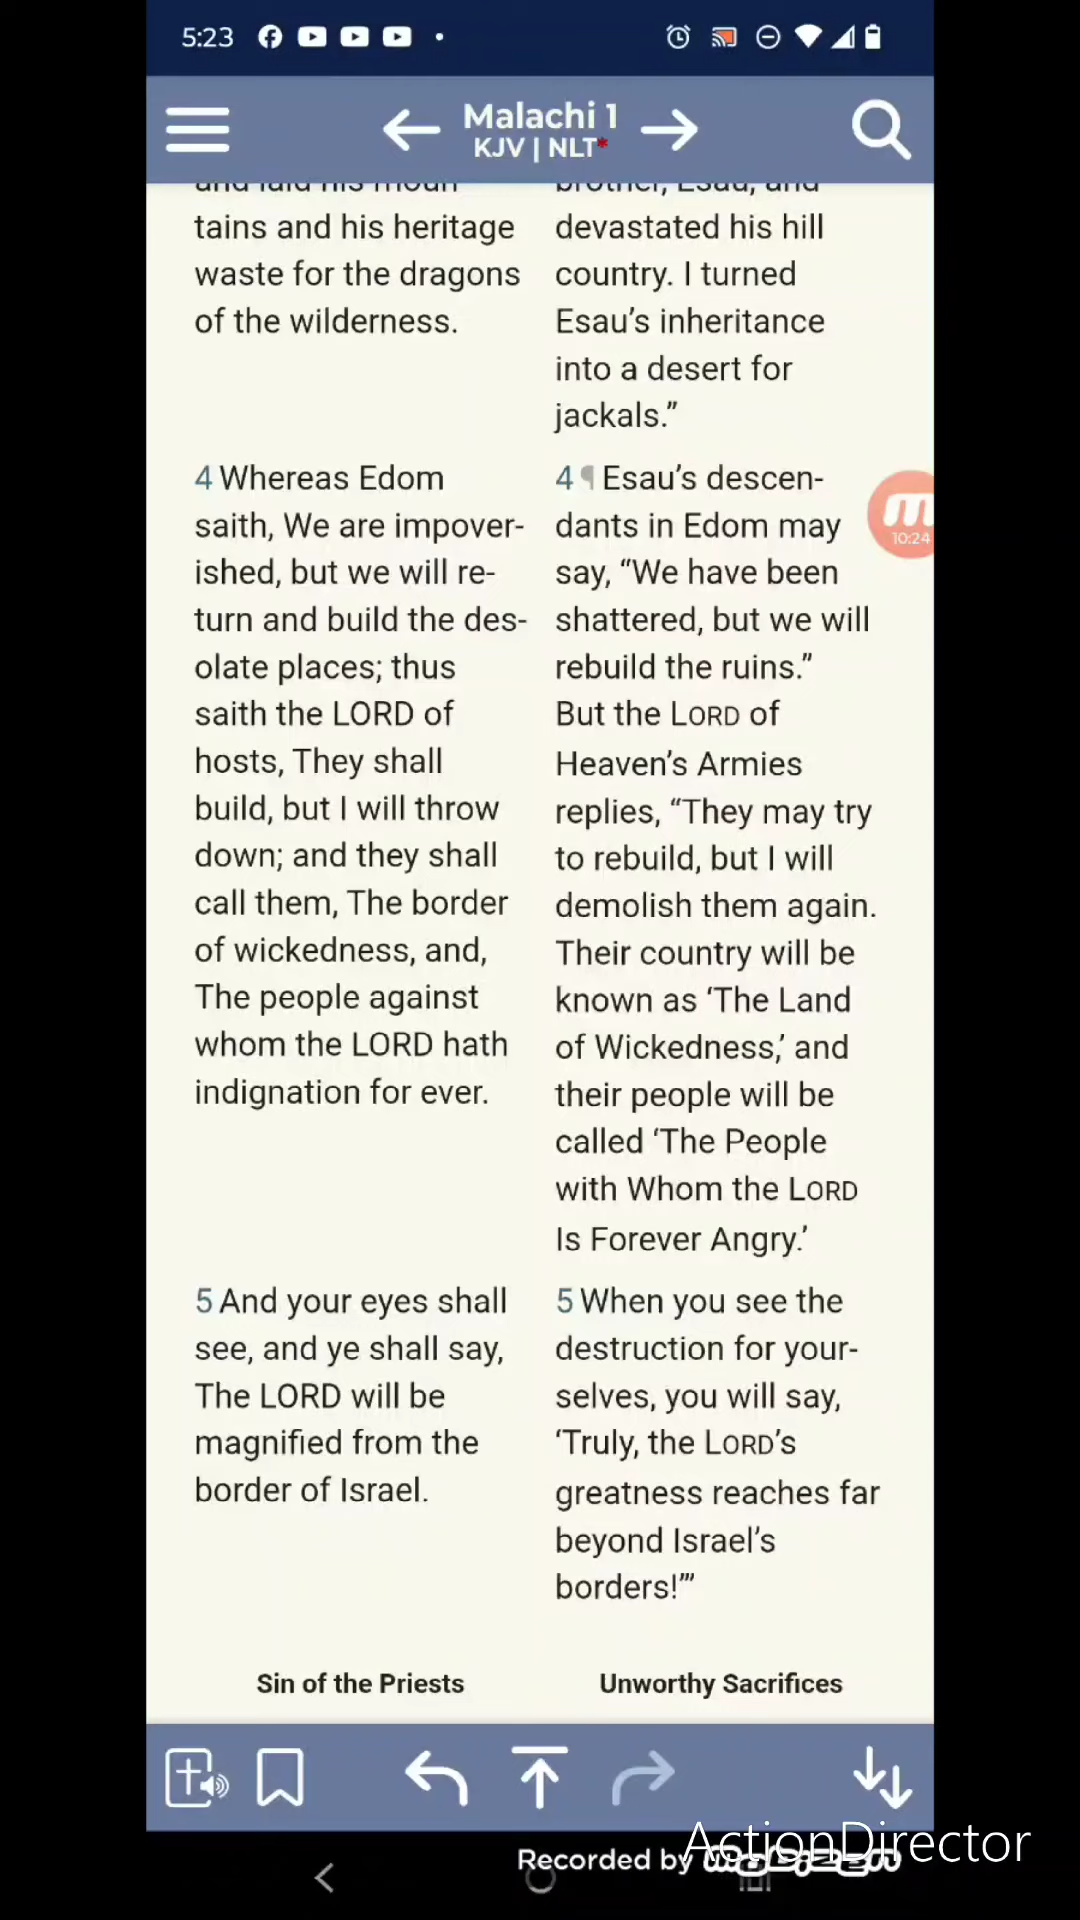 5:23
Malachi 1
KJV | NLT*
and laid his moun
tains and his heritage
waste for the dragons
of the wilderness.
4 Whereas Edom
saith, We are impover-
ished, but we will re-
turn and build the des-
olate places; thus
saith the LORD of
hosts, They shall
build, but I will throw
down; and they shall
call them, The border
of wickedness, and,
The people against
whom the LORD hath
indignation for ever.
5 And your eyes shall
see, and ye shall say,
The LORD will be
magnified from the
border of Israel.
Sin of the Priests
brother, Esau, and
devastated his hill
country. I turned
Esau’s inheritance
into a desert for
jackals.”
4 ¶ Esau’s descen-
dants in Edom may
say, “We have been
shattered, but we will
rebuild the ruins.”
But the LORD of
Heaven’s Armies
replies, “They may try
to rebuild, but I will
demolish them again.
Their country will be
known as ‘The Land
of Wickedness,’ and
their people will be
called ‘The People
with Whom the LORD
Is Forever Angry.’
5 When you see the
destruction for your-
selves, you will say,
‘Truly, the LORD’s
greatness reaches far
beyond Israel’s
borders!’”
Unworthy Sacrifices
10:24
ActionDirector
Recorded by mobizen